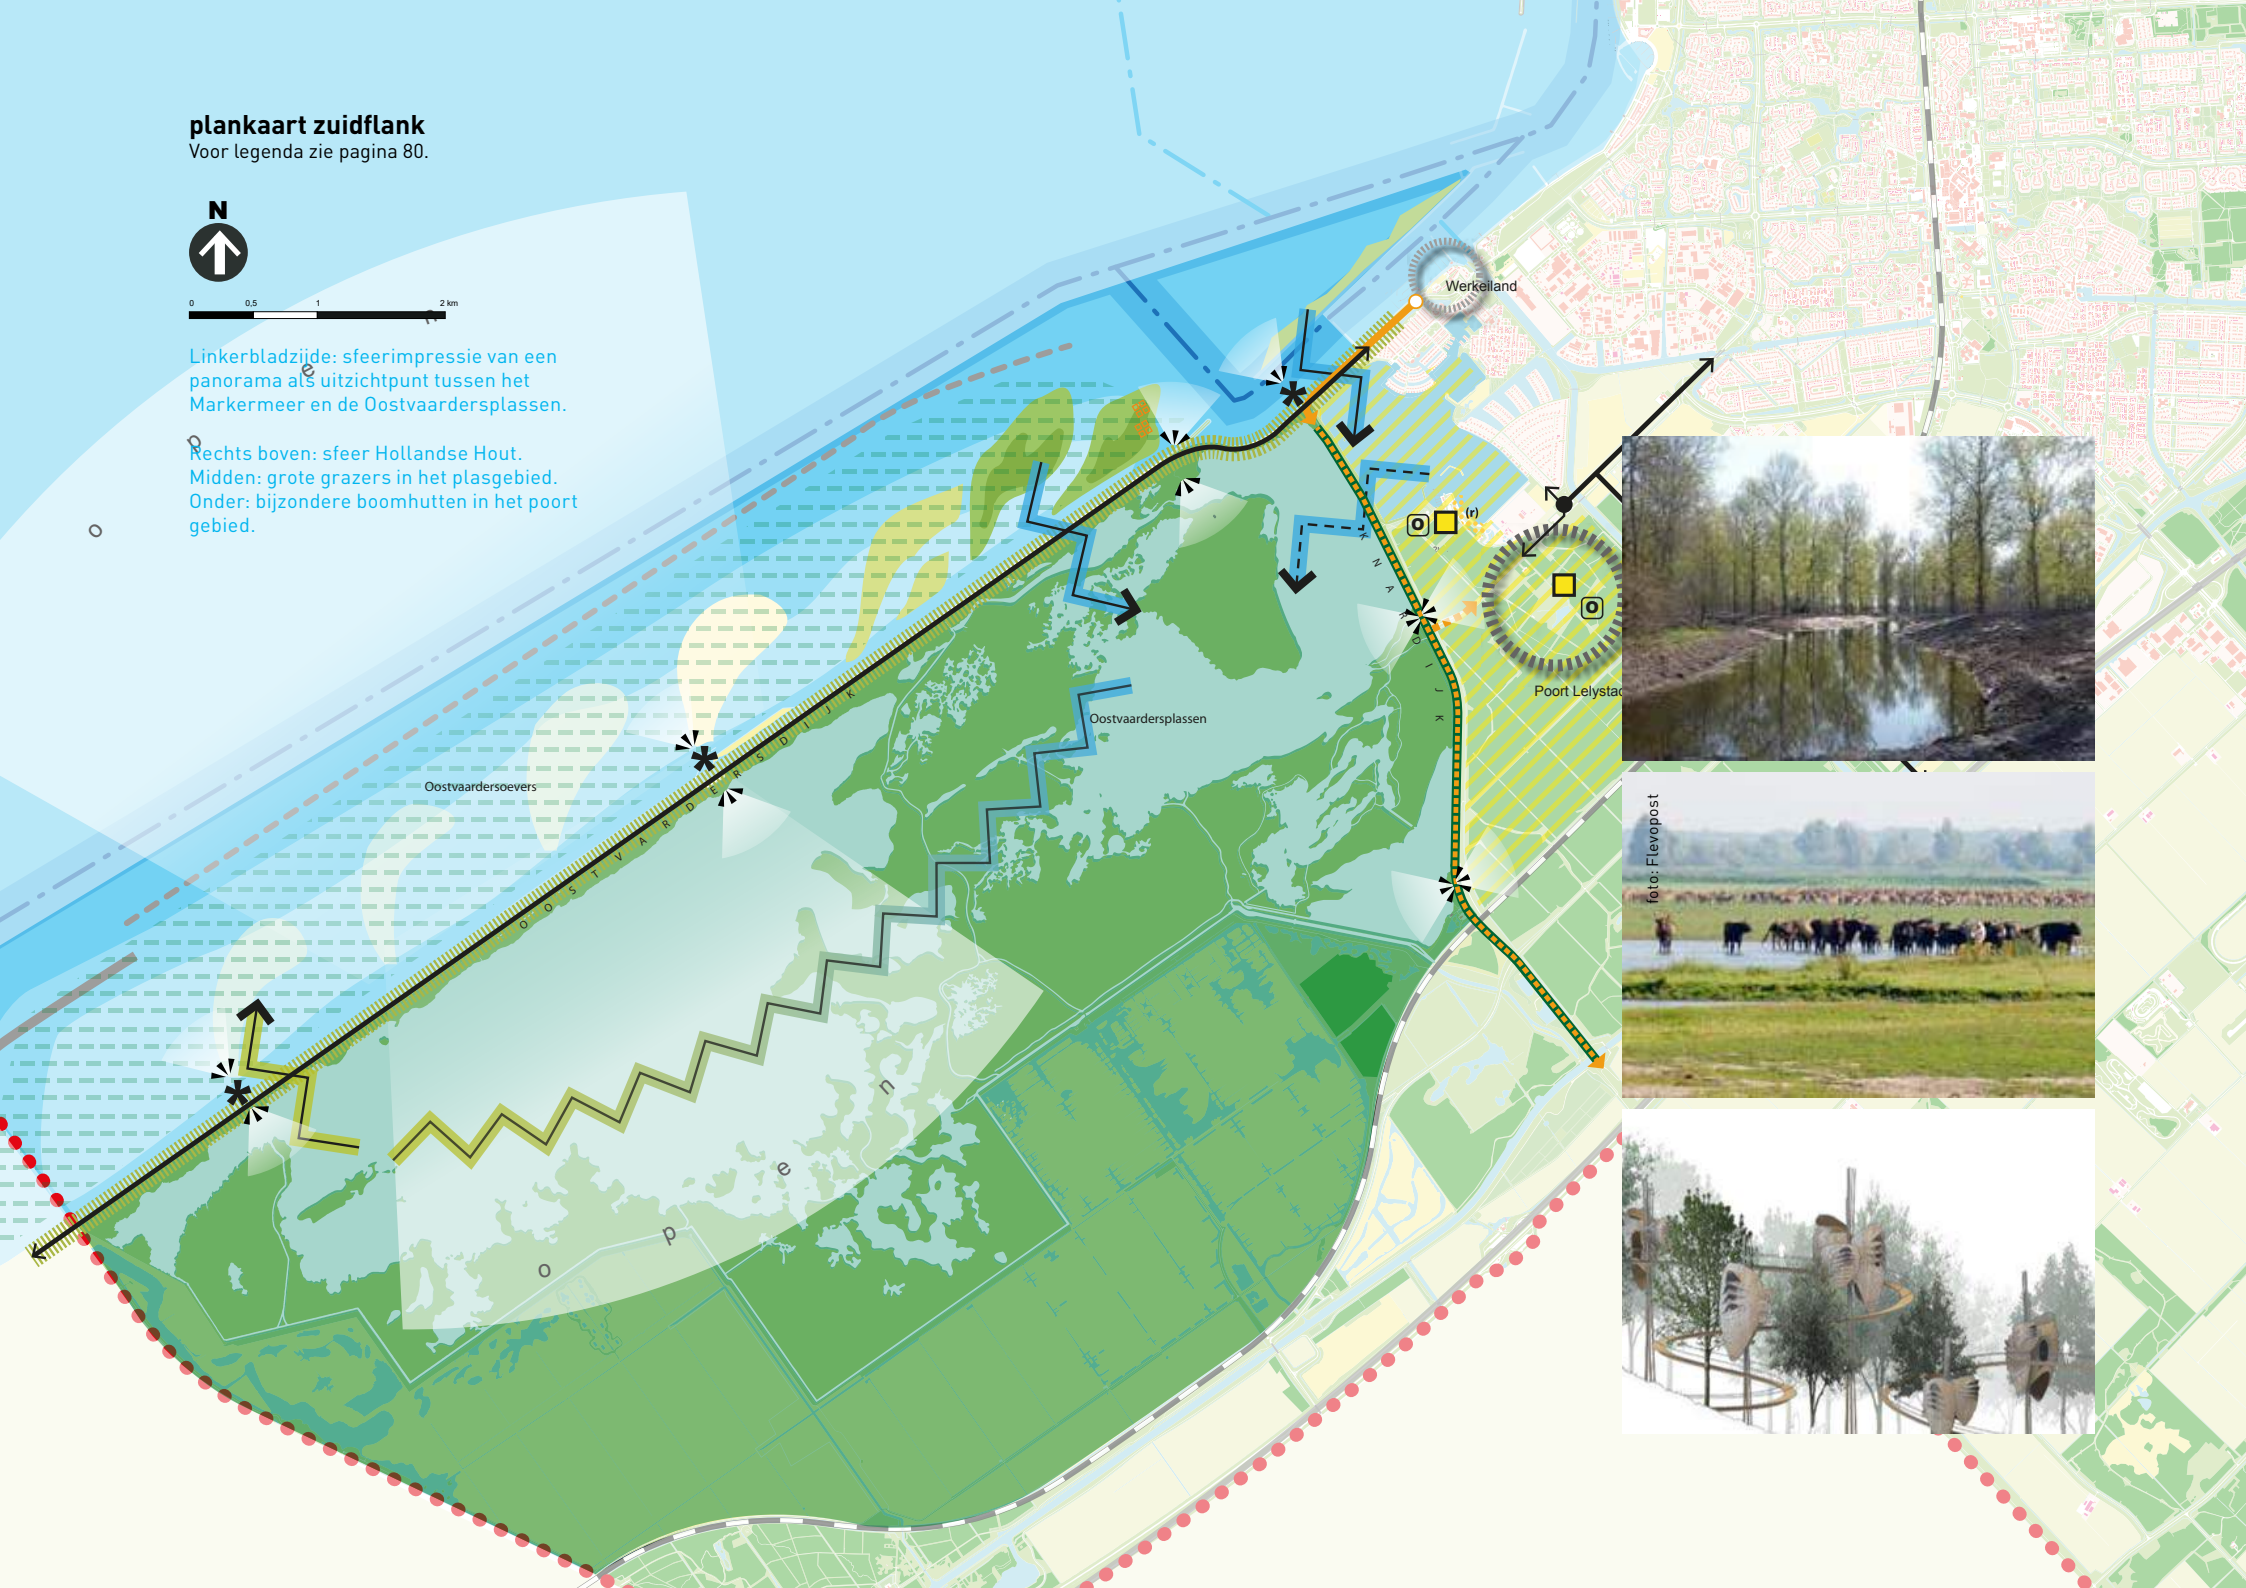 plankaart zuidflank
Voor legenda zie pagina 80.
N
0 0,5 1 2 km
Linkerbladzijde: sfeerimpressie van een
panorama als uitzichtpunt tussen het
Markermeer en de Oostvaardersplassen.
Rechts boven: sfeer Hollandse Hout.
Midden: grote grazers in het plasgebied.
Onder: bijzondere boomhutten in het poort
gebied.
open
Werkeiland
(r)
O
O
KNARDIJK
Poort Lelystad
Oostvaardersplassen
Oostvaardersoevers
OOSTVAARDERSDIJK
open
foto: Flevopost